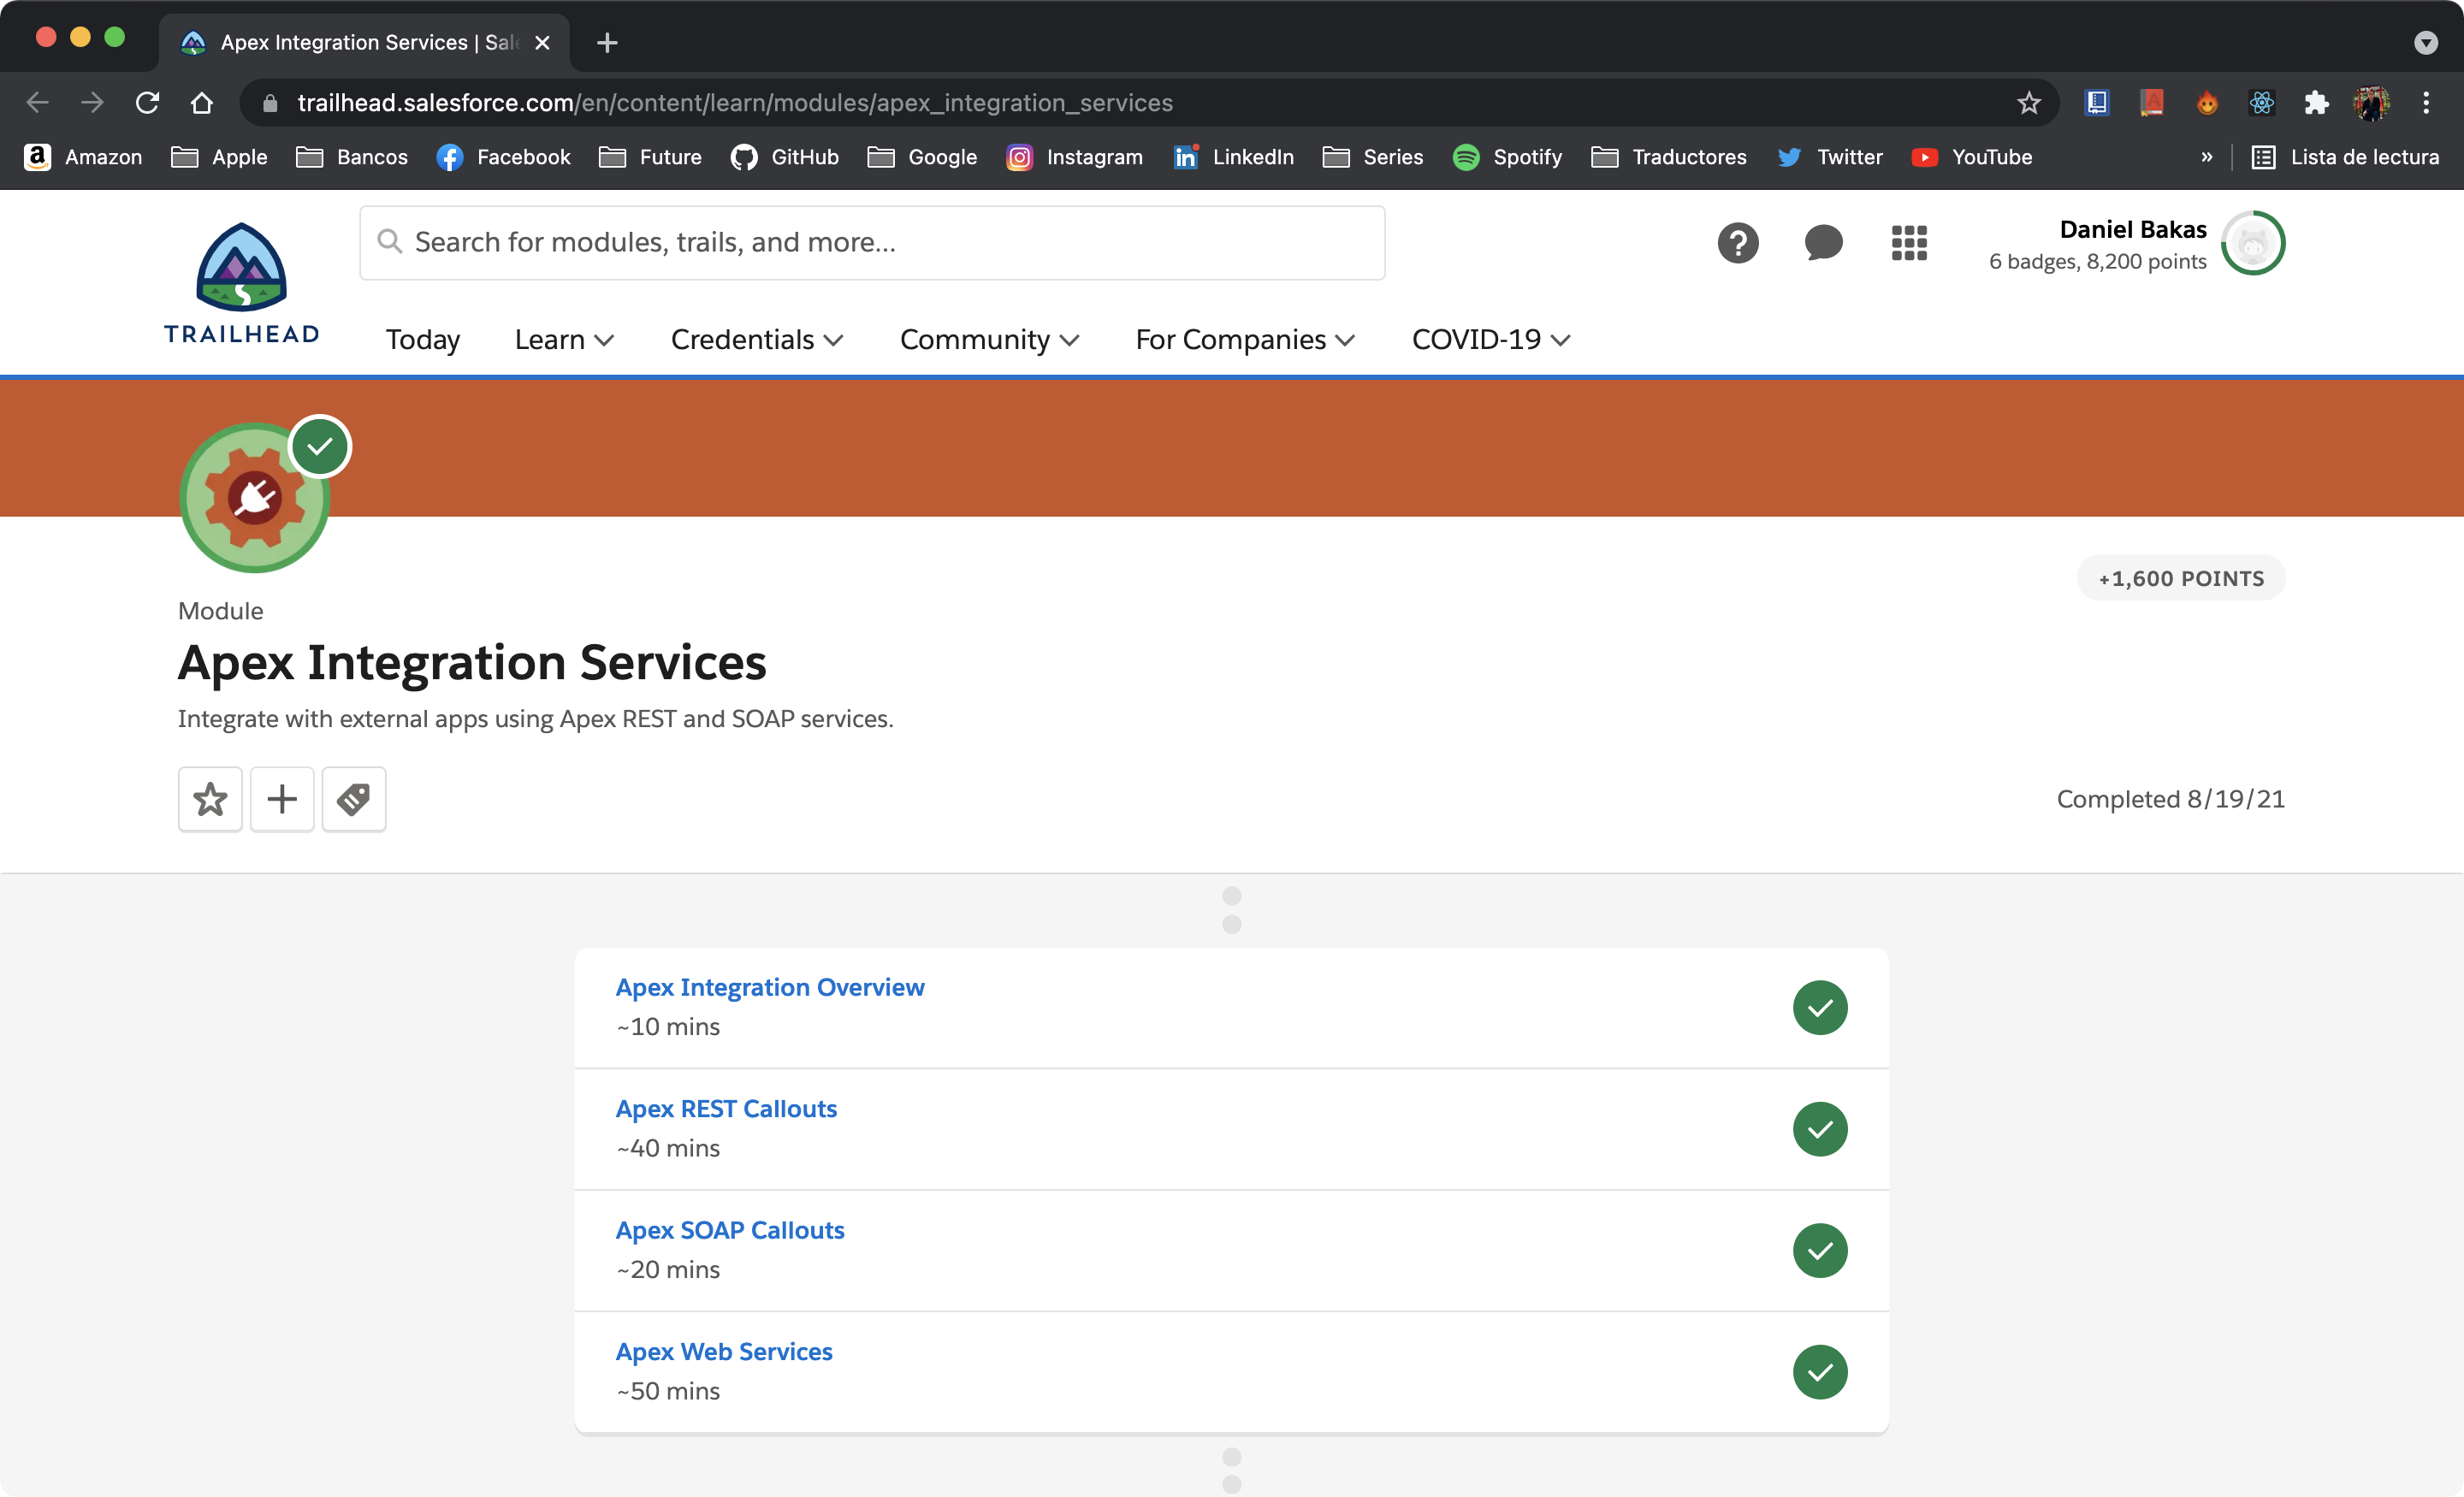 Apex Integration Services | Sale
trailhead.salesforce.com/en/content/learn/modules/apex_integration_services
Amazon Apple Bancos Facebook Future GitHub Google Instagram LinkedIn Series Spotify Traductores Twitter YouTube » Lista de lectura
Search for modules, trails, and more...
Daniel Bakas
6 badges, 8,200 points
TRAILHEAD
Today Learn Credentials Community For Companies COVID-19
+1,600 POINTS
Module
Apex Integration Services
Integrate with external apps using Apex REST and SOAP services.
Completed 8/19/21
Apex Integration Overview
~10 mins
Apex REST Callouts
~40 mins
Apex SOAP Callouts
~20 mins
Apex Web Services
~50 mins